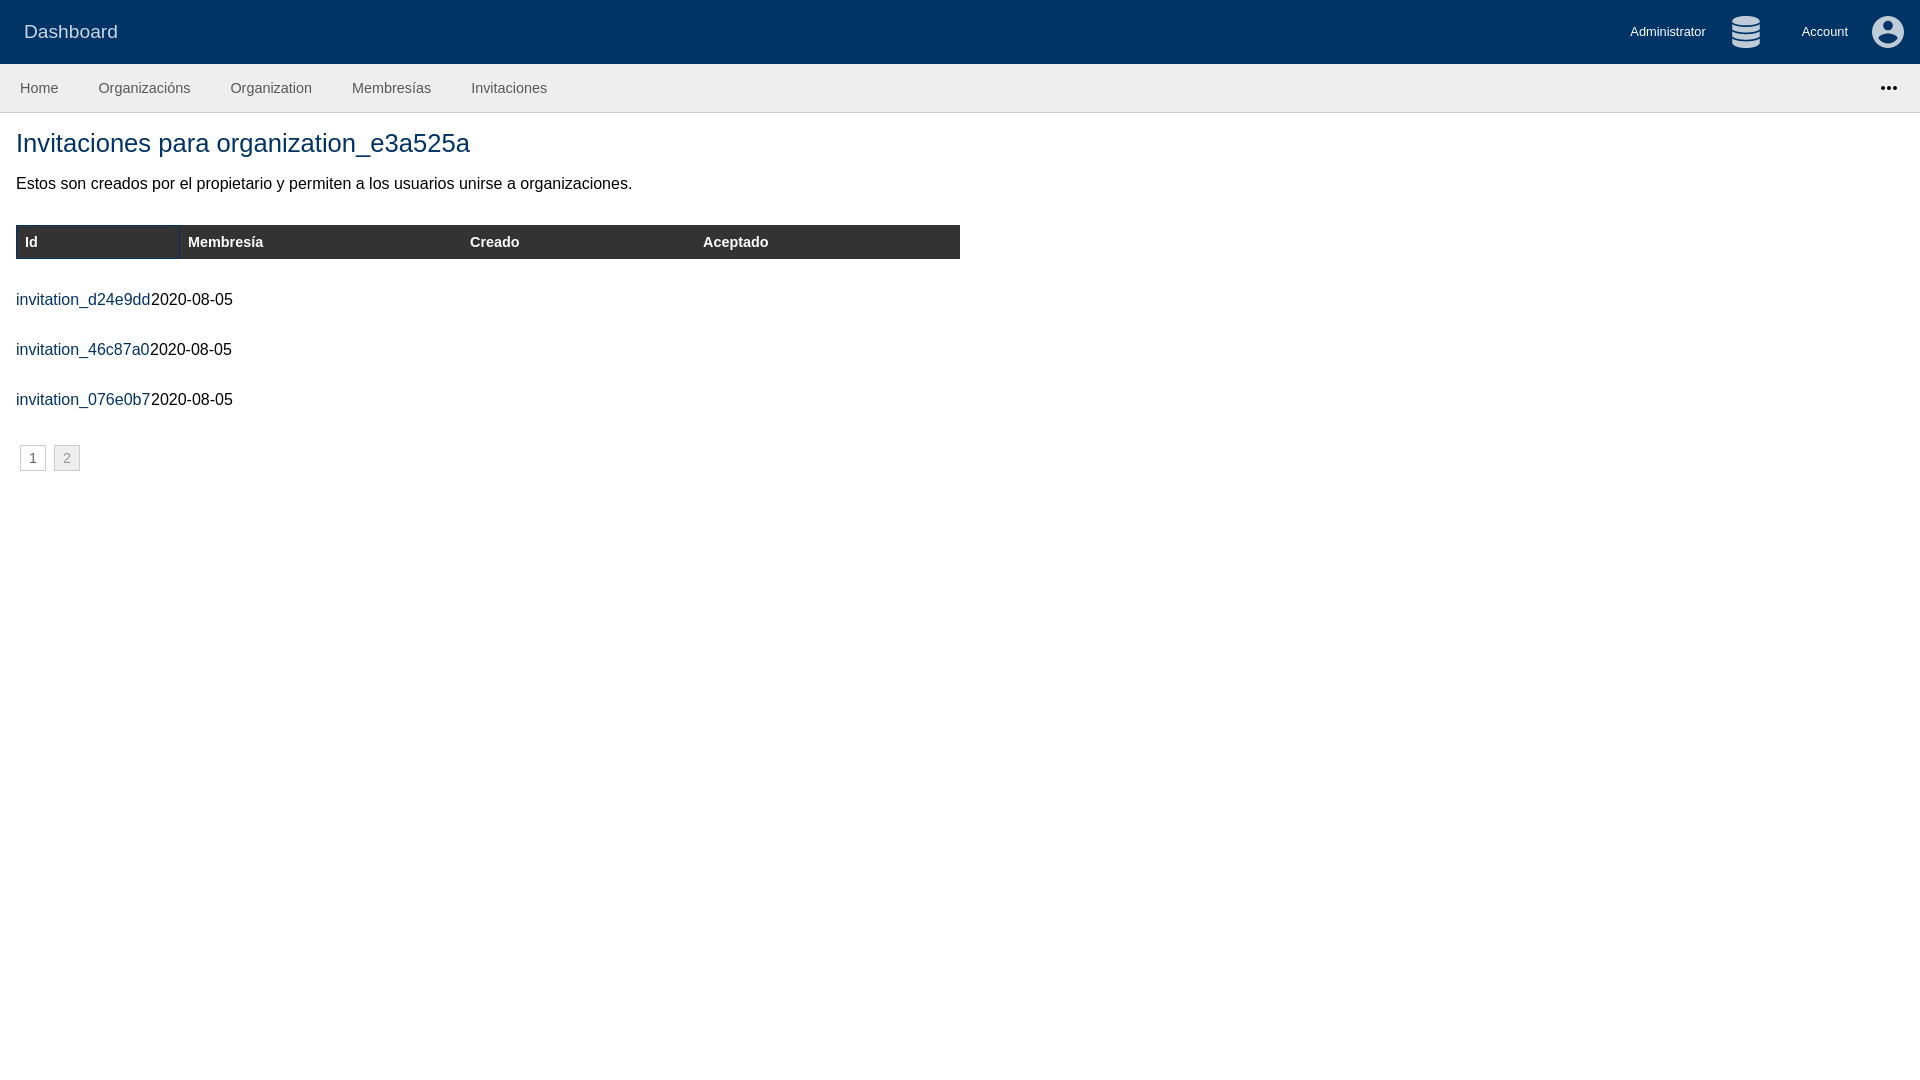 Dashboard
Administrator
Account
Home
Organizacións
Organization
Membresías
Invitaciones
Invitaciones para organization_e3a525a
Estos son creados por el propietario y permiten a los usuarios unirse a organizaciones.
Id Membresía Creado Aceptado
invitation_d24e9dd2020-08-05
invitation_46c87a02020-08-05
invitation_076e0b72020-08-05
1 2